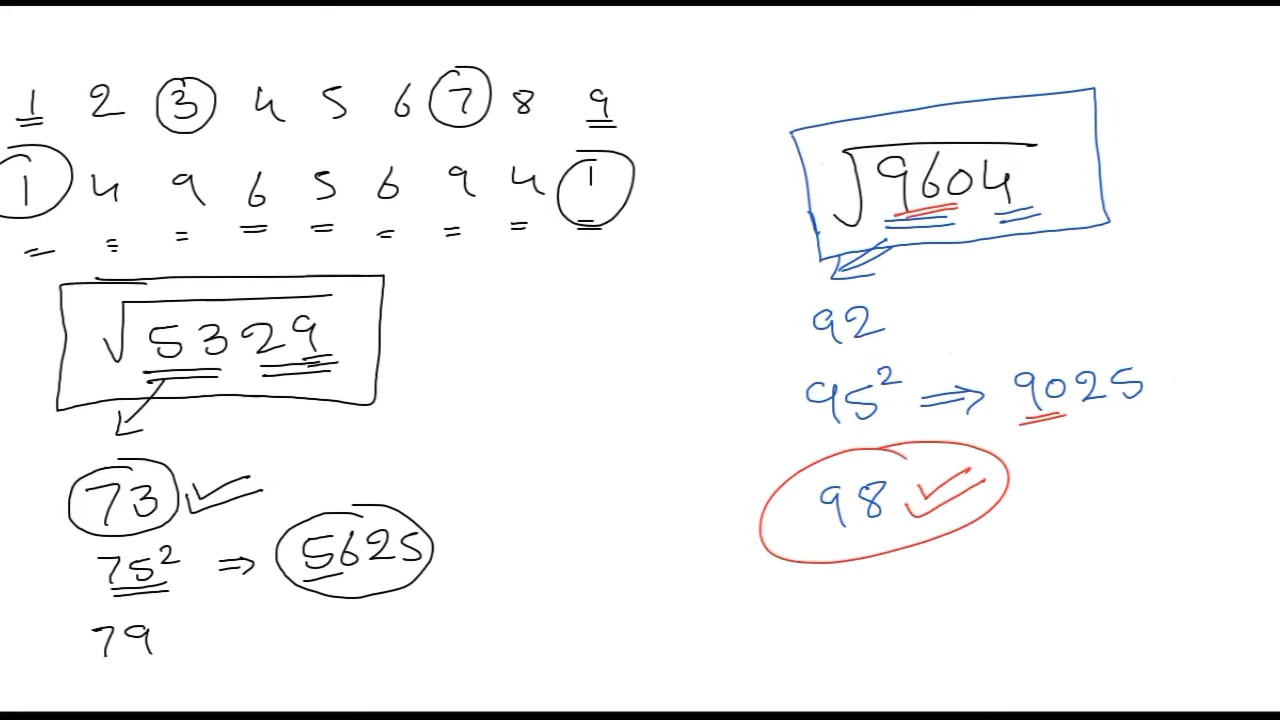 1 2 3 4 5 6 7 8 9
1 4 9 6 5 6 9 4 1
√5329
73
75² ⇒ 5625
79
√9604
92
95² ⇒ 9025
98